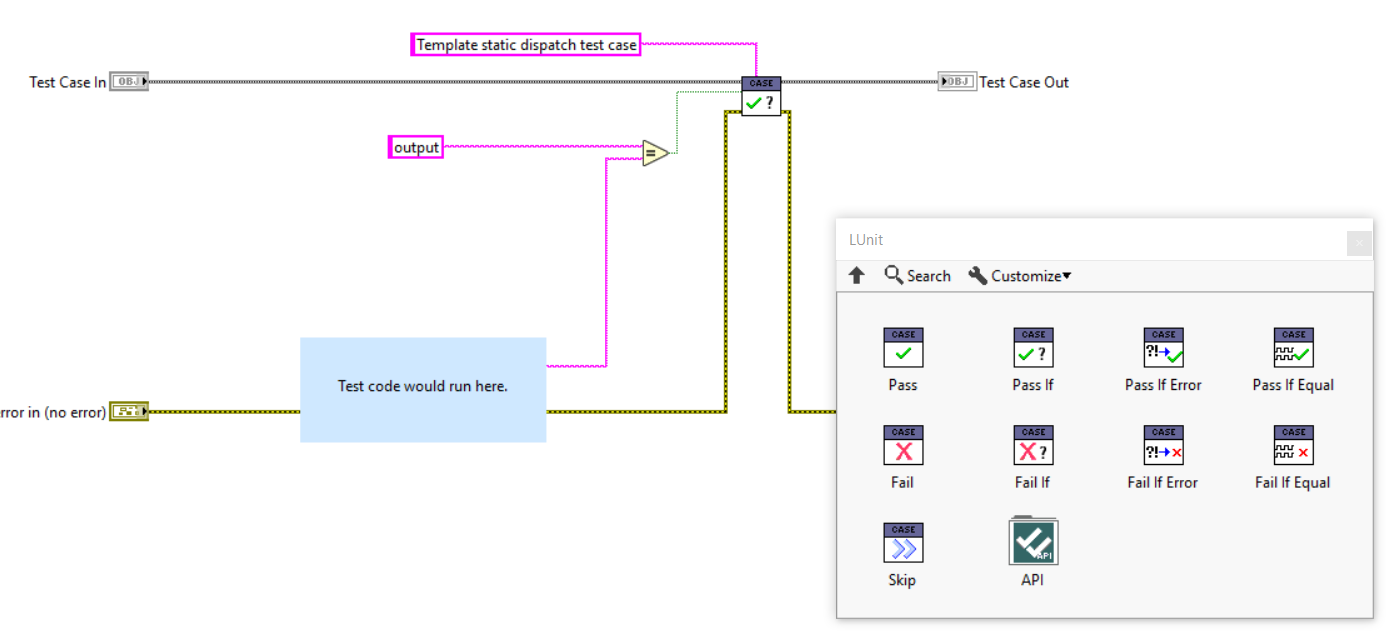 Template static dispatch test case
Test Case In
OBJ
CASE
?
OBJ
Test Case Out
output
=
Test code would run here.
rror in (no error)
LUnit
Search
Customize
CASE
CASE
?
CASE
?!
CASE
Pass
Pass If
Pass If Error
Pass If Equal
CASE
CASE
?
CASE
?!
CASE
Fail
Fail If
Fail If Error
Fail If Equal
CASE
API
Skip
API